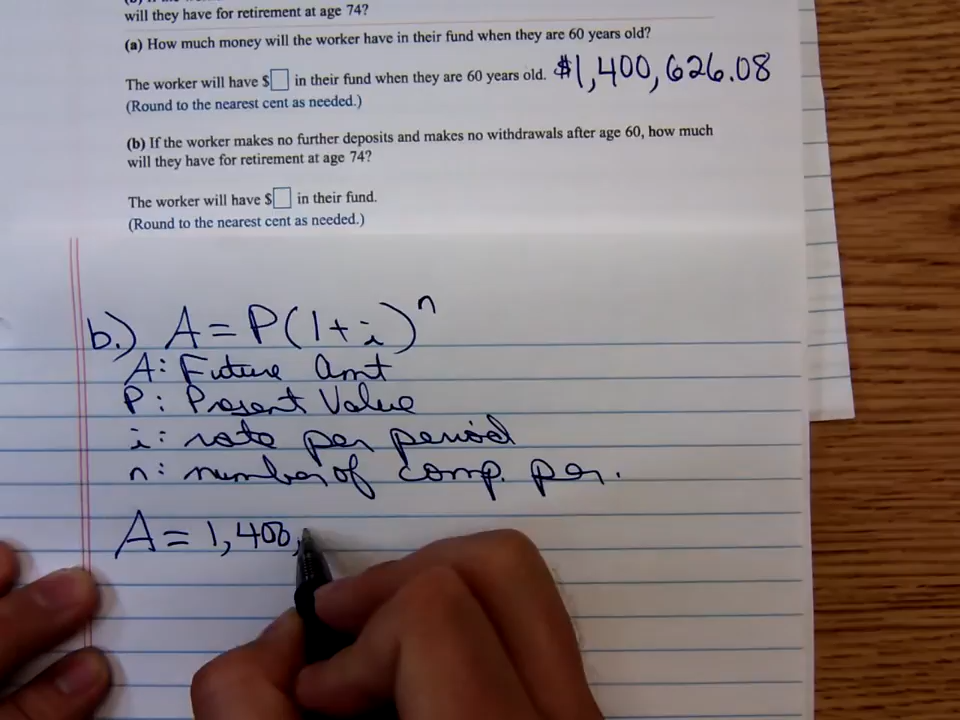 will they have for retirement at age 74?
(a) How much money will the worker have in their fund when they are 60 years old?
The worker will have $ in their fund when they are 60 years old. $1,400,626.08
(Round to the nearest cent as needed.)
(b) If the worker makes no further deposits and makes no withdrawals after age 60, how much
will they have for retirement at age 74?
The worker will have $ in their fund.
(Round to the nearest cent as needed.)
b.) A = P(1+i)^n
A: Future Amt
P: Present Value
i: rate per period
n: number of comp. per.
A = 1,400,